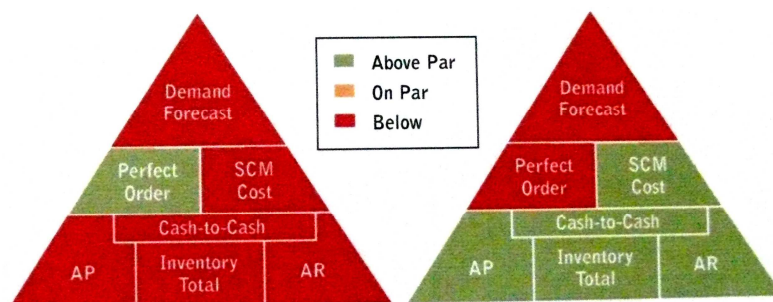 Demand
Forecast
Perfect
Order
SCM
Cost
Cash-to-Cash
AP
Inventory
Total
AR
Above Par
On Par
Below
Demand
Forecast
Perfect Order
SCM
Cost
Cash-to-Cash
AP
Inventory
Total
AR